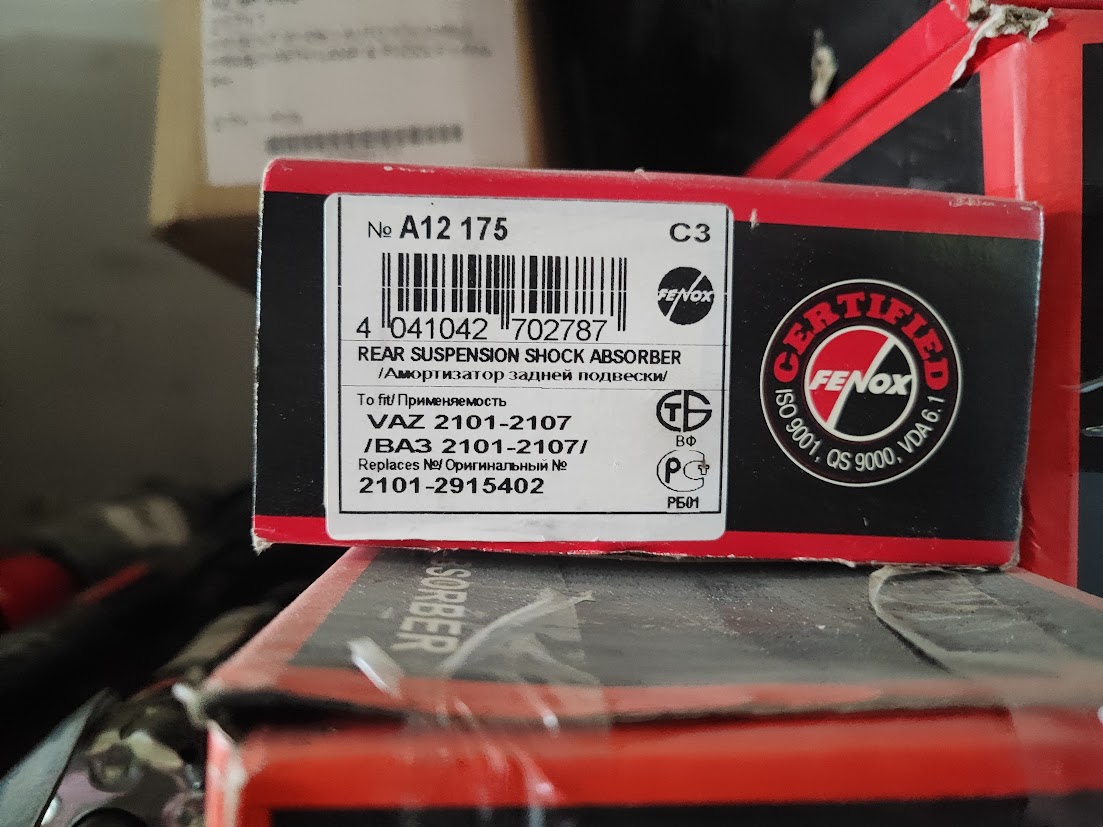 № A12 175
C3
FENOX
4 041042 702787
REAR SUSPENSION SHOCK ABSORBER
/Амортизатор задней подвески/
To fit/ Применяемость
VAZ 2101-2107
/ВАЗ 2101-2107/
ВФ
Replaces №/ Оригинальный №
2101-2915402
РБ01
CERTIFIED
FENOX
ISO 9001, QS 9000, VDA 6.1
SORBER